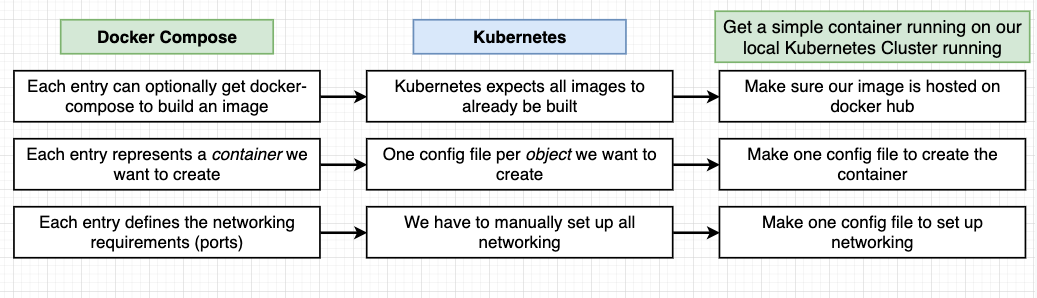 Docker Compose
Kubernetes
Get a simple container running on our
local Kubernetes Cluster running
Each entry can optionally get docker-
compose to build an image
Kubernetes expects all images to
already be built
Make sure our image is hosted on
docker hub
Each entry represents a container we
want to create
One config file per object we want to
create
Make one config file to create the
container
Each entry defines the networking
requirements (ports)
We have to manually set up all
networking
Make one config file to set up
networking